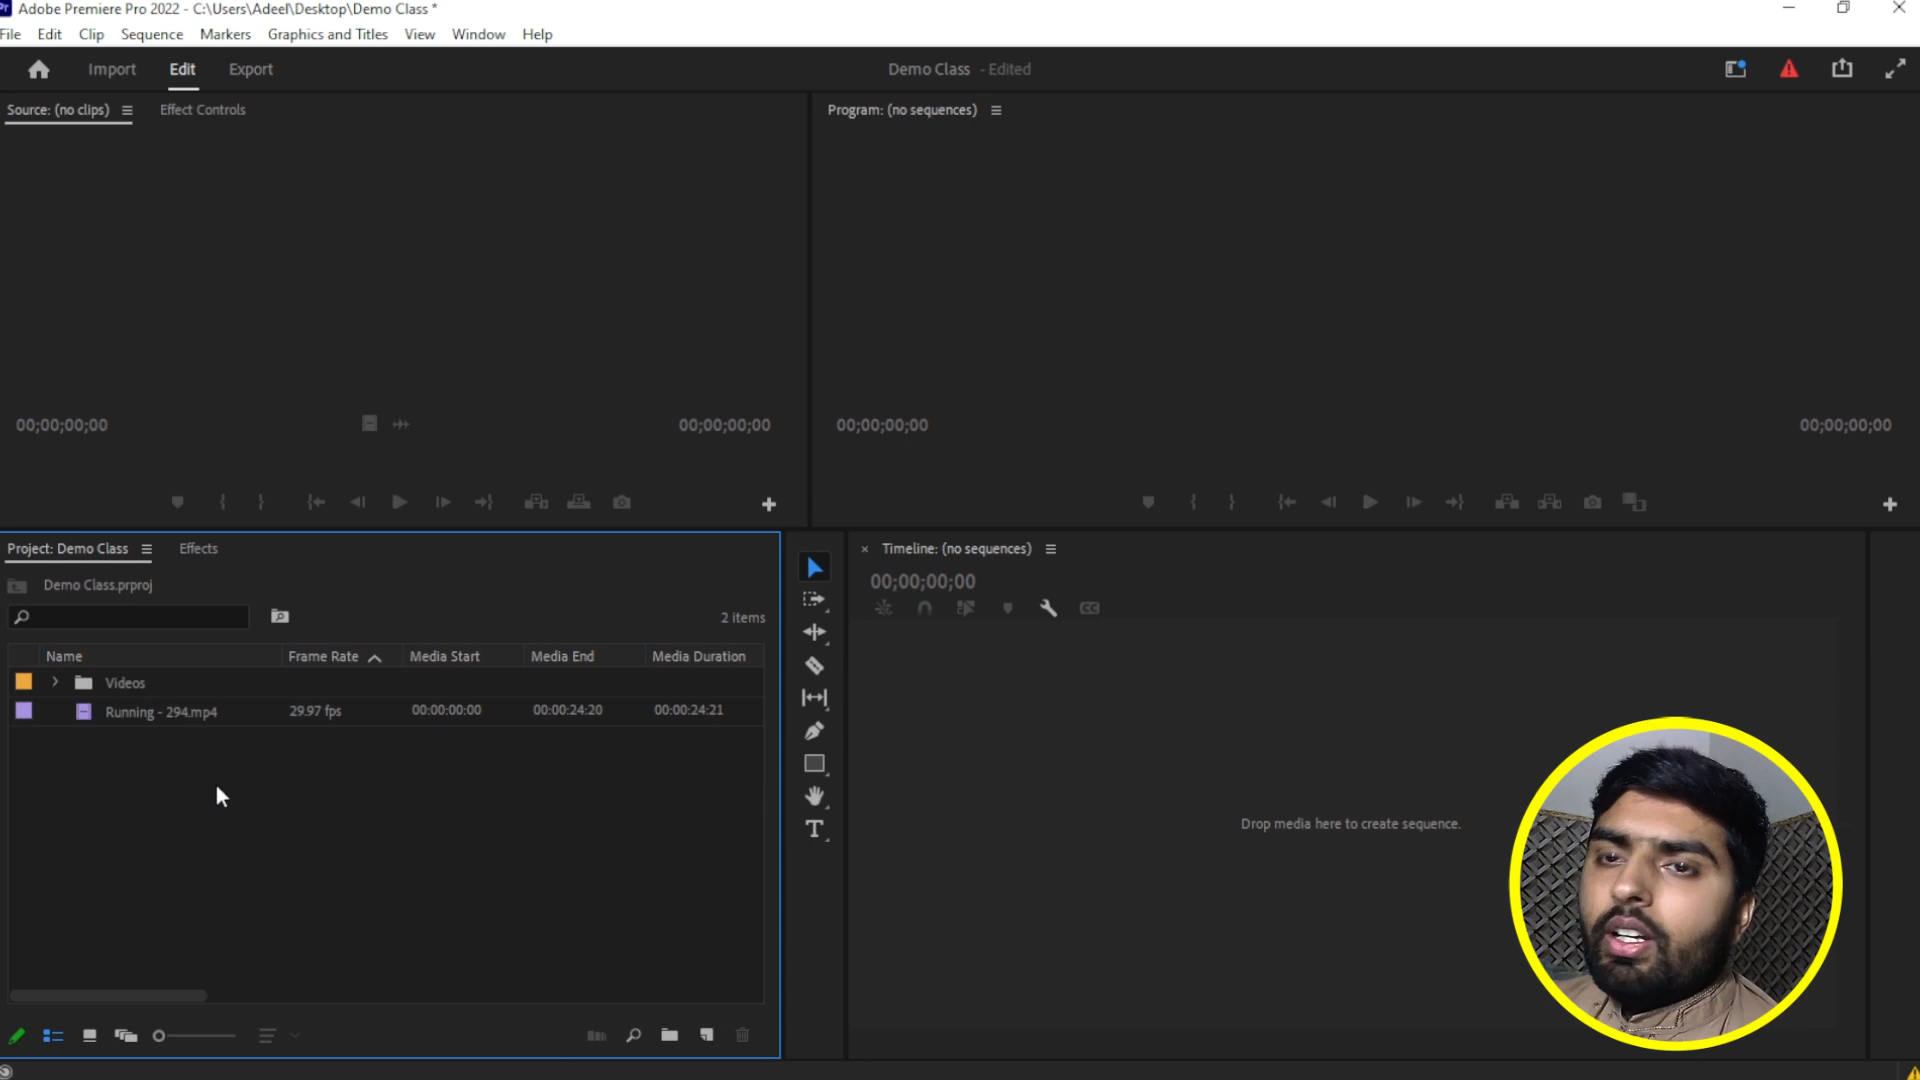 Adobe Premiere Pro 2022 - C:\Users\Adeel\Desktop\Demo Class *
File Edit Clip Sequence Markers Graphics and Titles View Window Help
Import Edit Export Demo Class - Edited
Source: (no clips) Effect Controls Program: (no sequences)
00;00;00;00 00;00;00;00 00;00;00;00 00;00;00;00
Project: Demo Class Effects Timeline: (no sequences)
Demo Class.prproj 00;00;00;00
2 items
Name Frame Rate Media Start Media End Media Duration
Videos
Running - 294.mp4 29.97 fps 00:00:00:00 00:00:24:20 00:00:24:21
Drop media here to create sequence.